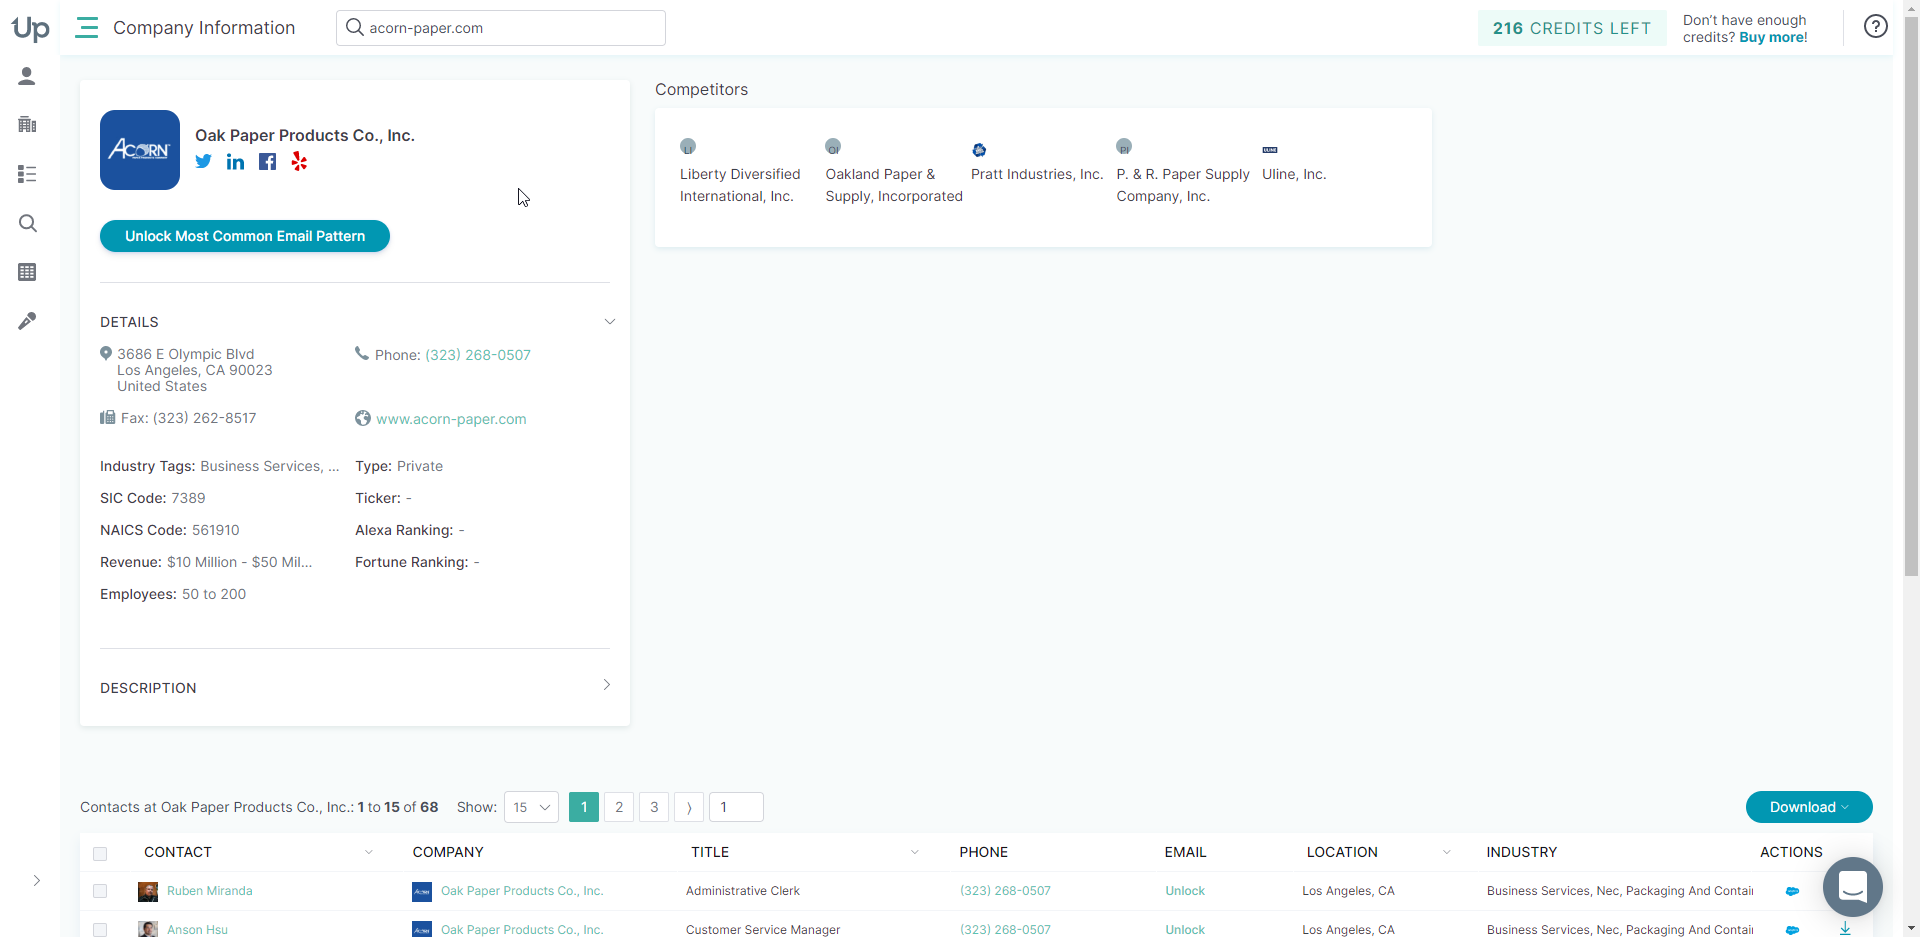 Up
Company Information
acorn-paper.com
216 CREDITS LEFT
Don't have enough
credits? Buy more!
?
ACORN
Oak Paper Products Co., Inc.
Unlock Most Common Email Pattern
DETAILS
3686 E Olympic Blvd
Los Angeles, CA 90023
United States
Phone: (323) 268-0507
Fax: (323) 262-8517
www.acorn-paper.com
Industry Tags: Business Services, ...
Type: Private
SIC Code: 7389
Ticker: -
NAICS Code: 561910
Alexa Ranking: -
Revenue: $10 Million - $50 Mil...
Fortune Ranking: -
Employees: 50 to 200
DESCRIPTION
Competitors
LI
Liberty Diversified
International, Inc.
OI
Oakland Paper &
Supply, Incorporated
Pratt Industries, Inc.
PI
P. & R. Paper Supply
Company, Inc.
ULINE
Uline, Inc.
Contacts at Oak Paper Products Co., Inc.: 1 to 15 of 68
Show: 15
1 2 3 ⟩ 1
Download
CONTACT COMPANY TITLE PHONE EMAIL LOCATION INDUSTRY ACTIONS
Ruben Miranda Oak Paper Products Co., Inc. Administrative Clerk (323) 268-0507 Unlock Los Angeles, CA Business Services, Nec, Packaging And Contai
Anson Hsu Oak Paper Products Co., Inc. Customer Service Manager (323) 268-0507 Unlock Los Angeles, CA Business Services, Nec, Packaging And Contai